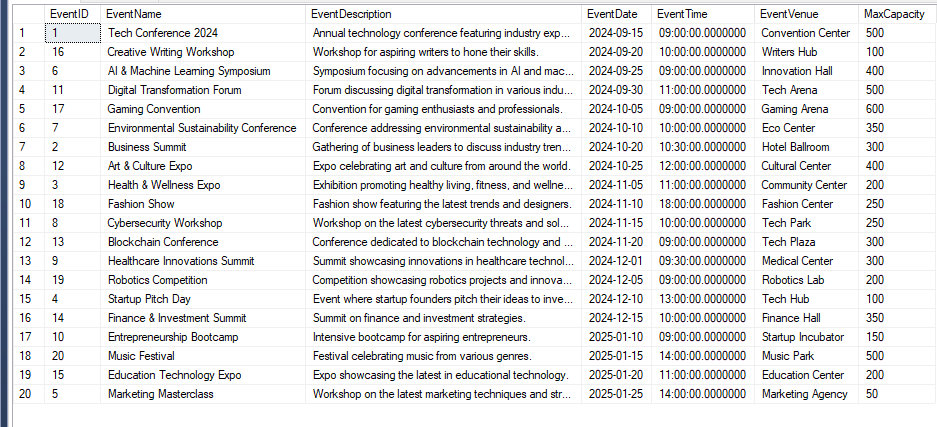 EventID EventName EventDescription EventDate EventTime EventVenue MaxCapacity
1 1 Tech Conference 2024 Annual technology conference featuring industry exp... 2024-09-15 09:00:00.0000000 Convention Center 500
2 16 Creative Writing Workshop Workshop for aspiring writers to hone their skills. 2024-09-20 10:00:00.0000000 Writers Hub 100
3 6 AI & Machine Learning Symposium Symposium focusing on advancements in AI and mac... 2024-09-25 09:00:00.0000000 Innovation Hall 400
4 11 Digital Transformation Forum Forum discussing digital transformation in various indu... 2024-09-30 11:00:00.0000000 Tech Arena 500
5 17 Gaming Convention Convention for gaming enthusiasts and professionals. 2024-10-05 09:00:00.0000000 Gaming Arena 600
6 7 Environmental Sustainability Conference Conference addressing environmental sustainability a... 2024-10-10 10:00:00.0000000 Eco Center 350
7 2 Business Summit Gathering of business leaders to discuss industry tren... 2024-10-20 10:30:00.0000000 Hotel Ballroom 300
8 12 Art & Culture Expo Expo celebrating art and culture from around the world. 2024-10-25 12:00:00.0000000 Cultural Center 400
9 3 Health & Wellness Expo Exhibition promoting healthy living, fitness, and wellne... 2024-11-05 11:00:00.0000000 Community Center 200
10 18 Fashion Show Fashion show featuring the latest trends and designers. 2024-11-10 18:00:00.0000000 Fashion Center 250
11 8 Cybersecurity Workshop Workshop on the latest cybersecurity threats and sol... 2024-11-15 10:00:00.0000000 Tech Park 250
12 13 Blockchain Conference Conference dedicated to blockchain technology and ... 2024-11-20 09:00:00.0000000 Tech Plaza 300
13 9 Healthcare Innovations Summit Summit showcasing innovations in healthcare technol... 2024-12-01 09:30:00.0000000 Medical Center 300
14 19 Robotics Competition Competition showcasing robotics projects and innova... 2024-12-05 09:00:00.0000000 Robotics Lab 200
15 4 Startup Pitch Day Event where startup founders pitch their ideas to inve... 2024-12-10 13:00:00.0000000 Tech Hub 100
16 14 Finance & Investment Summit Summit on finance and investment strategies. 2024-12-15 10:00:00.0000000 Finance Hall 350
17 10 Entrepreneurship Bootcamp Intensive bootcamp for aspiring entrepreneurs. 2025-01-10 09:00:00.0000000 Startup Incubator 150
18 20 Music Festival Festival celebrating music from various genres. 2025-01-15 14:00:00.0000000 Music Park 500
19 15 Education Technology Expo Expo showcasing the latest in educational technology. 2025-01-20 11:00:00.0000000 Education Center 200
20 5 Marketing Masterclass Workshop on the latest marketing techniques and str... 2025-01-25 14:00:00.0000000 Marketing Agency 50